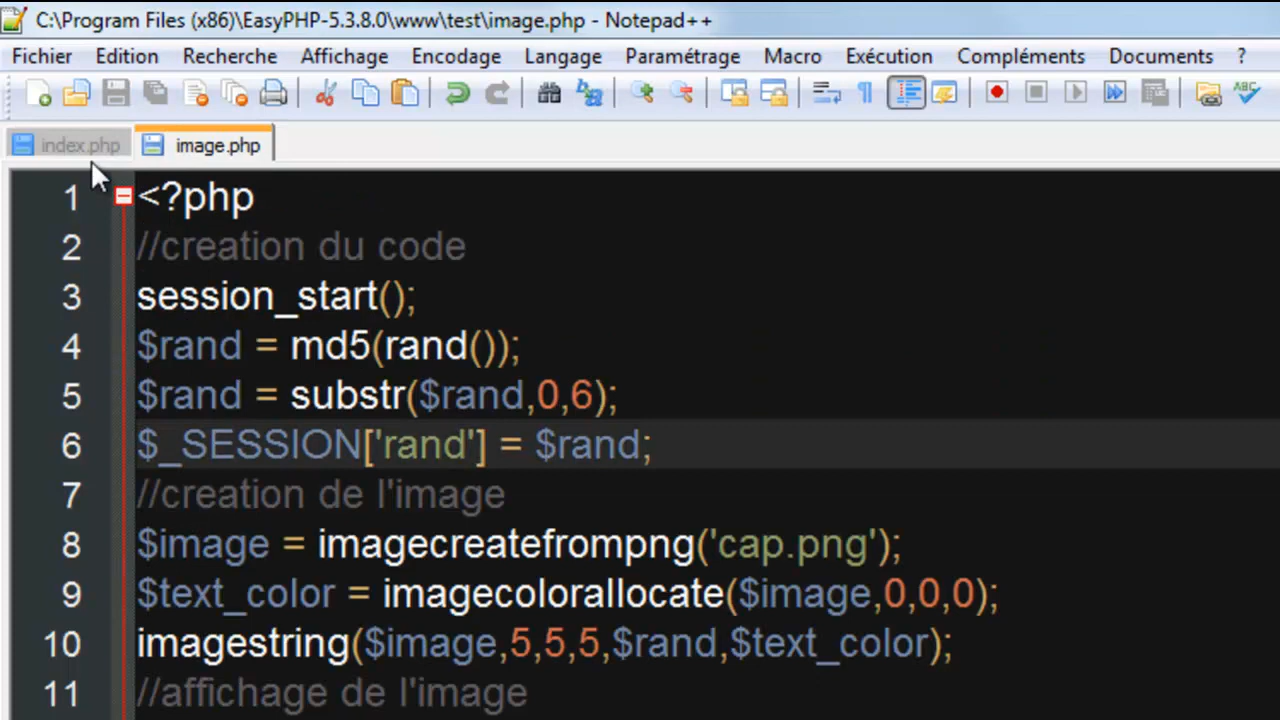 C:\Program Files (x86)\EasyPHP-5.3.8.0\www\test\image.php - Notepad++
Fichier Edition Recherche Affichage Encodage Langage Paramétrage Macro Exécution Compléments Documents ?
ABC
index.php image.php
1 <?php
2 //creation du code
3 session_start();
4 $rand = md5(rand());
5 $rand = substr($rand,0,6);
6 $_SESSION['rand'] = $rand;
7 //creation de l'image
8 $image = imagecreatefrompng('cap.png');
9 $text_color = imagecolorallocate($image,0,0,0);
10 imagestring($image,5,5,5,$rand,$text_color);
11 //affichage de l'image